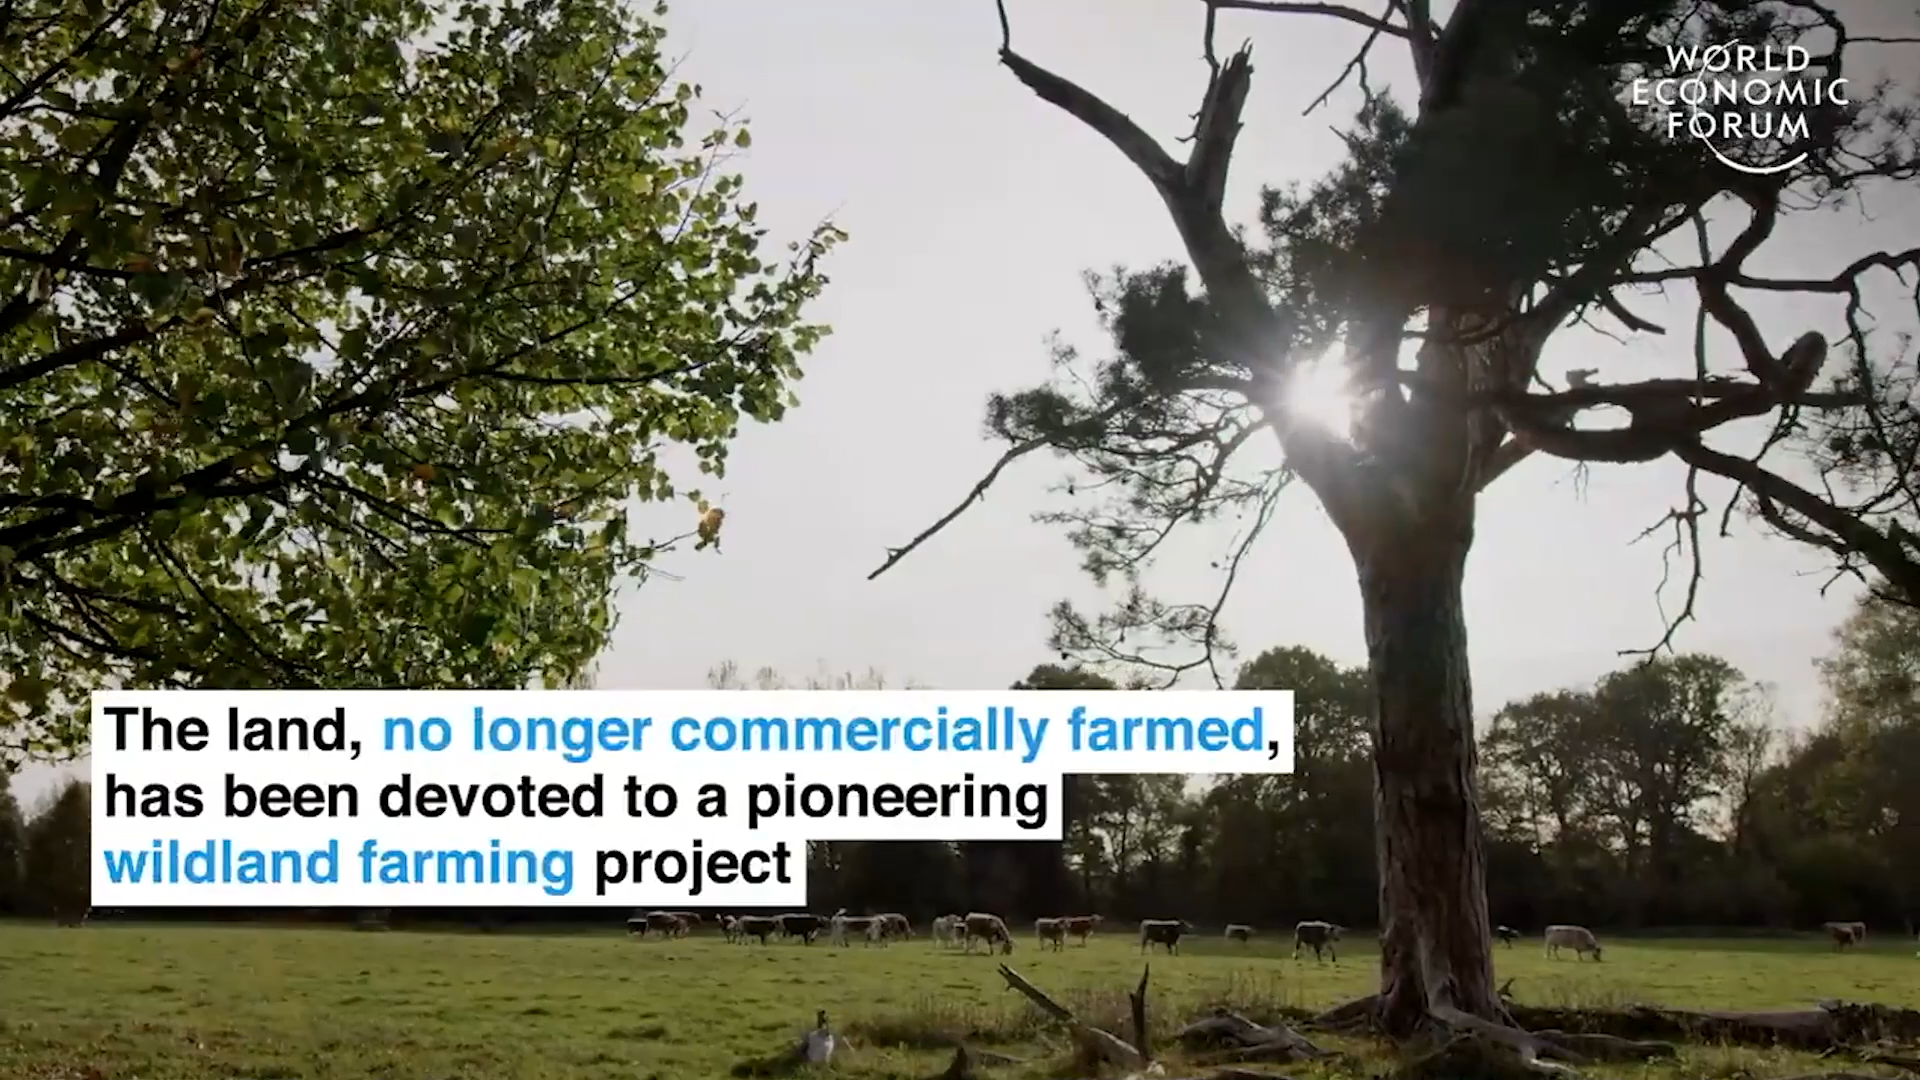 WORLD
ECONOMIC
FORUM
The land, no longer commercially farmed,
has been devoted to a pioneering
wildland farming project